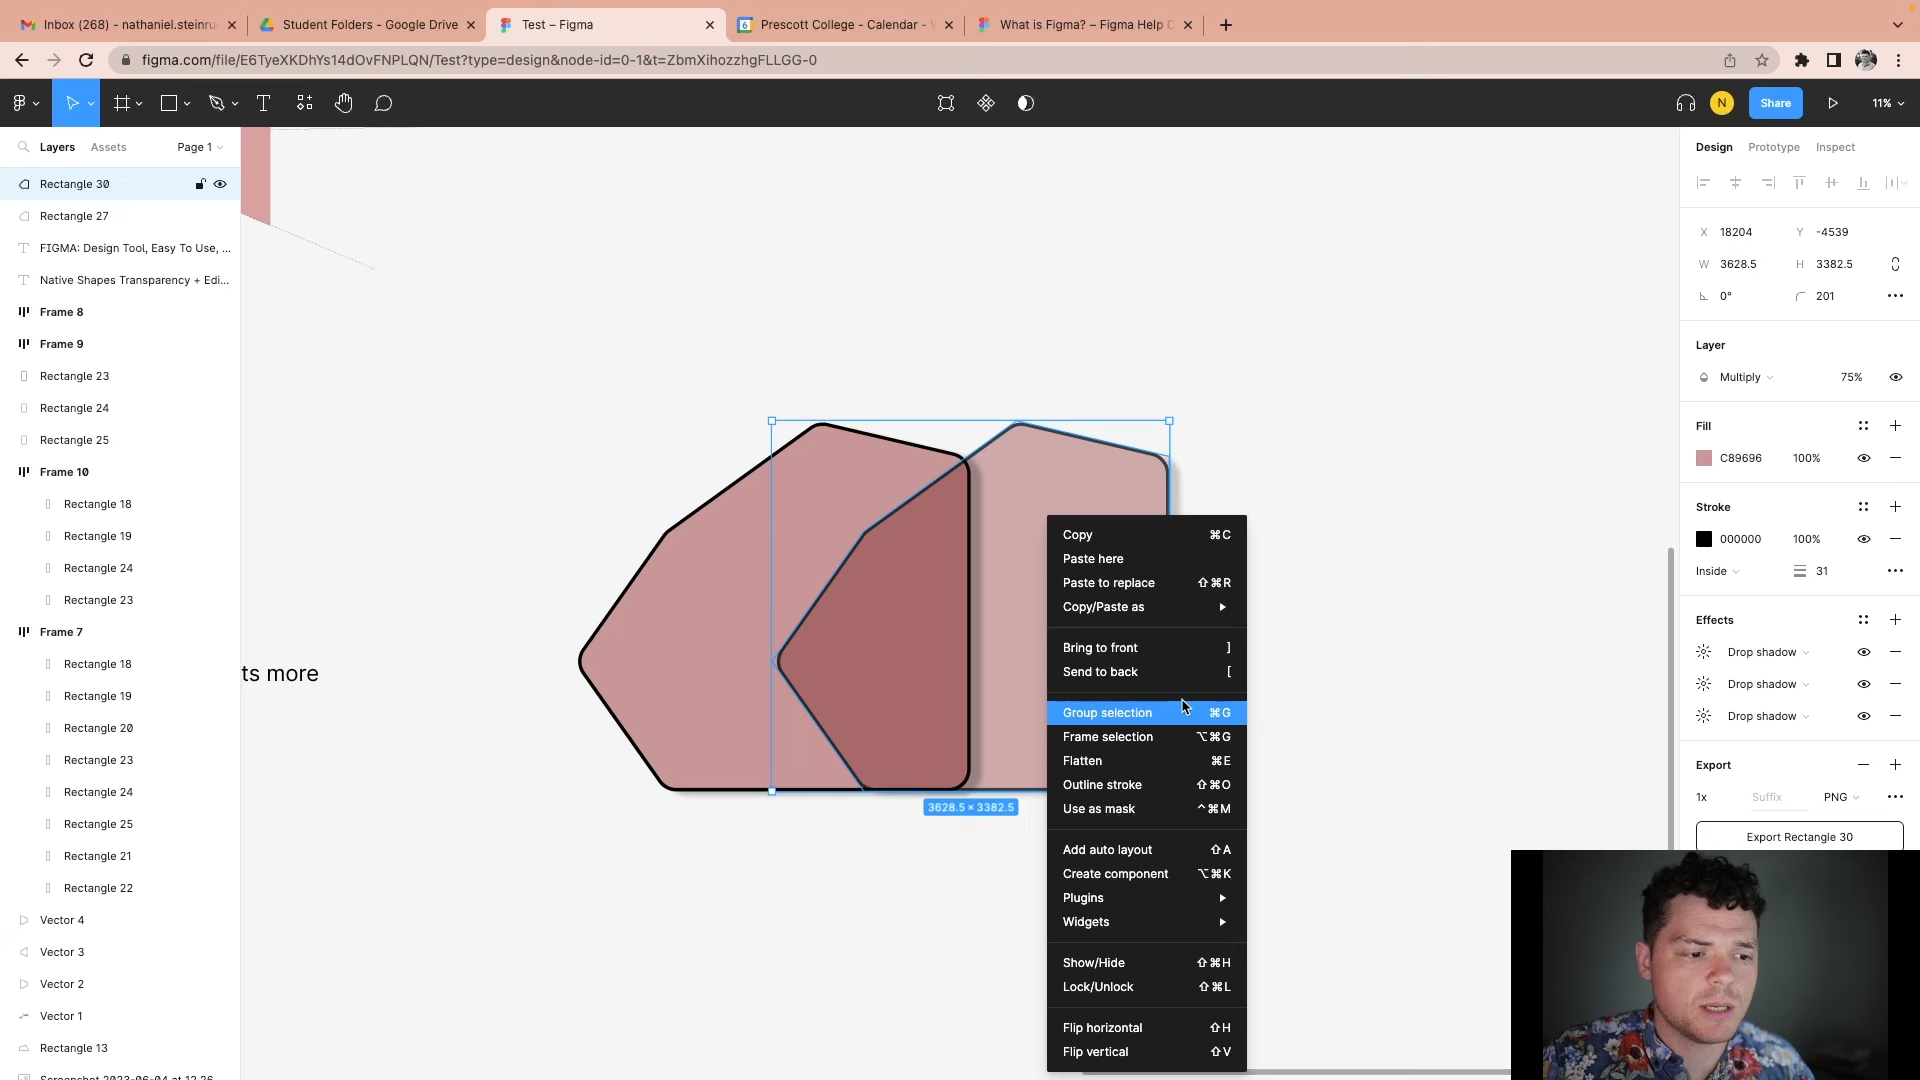 Inbox (268) - nathaniel.steinru
Student Folders – Google Drive
Test – Figma
6
Prescott College - Calendar -
What is Figma? – Figma Help C
figma.com/file/E6TyeXKDhYs14dOvFNPLQN/Test?type=design&node-id=0-1&t=ZbmXihozzhgFLLGG-0
N
Share
11%
Layers
Assets
Page 1
Rectangle 30
Rectangle 27
FIGMA: Design Tool, Easy To Use, ...
Native Shapes Transparency + Edi...
Frame 8
Frame 9
Rectangle 23
Rectangle 24
Rectangle 25
Frame 10
Rectangle 18
Rectangle 19
Rectangle 24
Rectangle 23
Frame 7
Rectangle 18
Rectangle 19
Rectangle 20
Rectangle 23
Rectangle 24
Rectangle 25
Rectangle 21
Rectangle 22
Vector 4
Vector 3
Vector 2
Vector 1
Rectangle 13
Screenshot 2023-06-04 at 12.26
ts more
3628.5 × 3382.5
Copy ⌘C
Paste here
Paste to replace ⇧⌘R
Copy/Paste as
Bring to front ]
Send to back [
Group selection ⌘G
Frame selection ⌥⌘G
Flatten ⌘E
Outline stroke ⇧⌘O
Use as mask ^⌘M
Add auto layout ⇧A
Create component ⌥⌘K
Plugins
Widgets
Show/Hide ⇧⌘H
Lock/Unlock ⇧⌘L
Flip horizontal ⇧H
Flip vertical ⇧V
Design
Prototype
Inspect
X 18204 Y -4539
W 3628.5 H 3382.5
0° 201
Layer
Multiply 75%
Fill
C89696 100%
Stroke
000000 100%
Inside 31
Effects
Drop shadow
Drop shadow
Drop shadow
Export
1x Suffix PNG
Export Rectangle 30